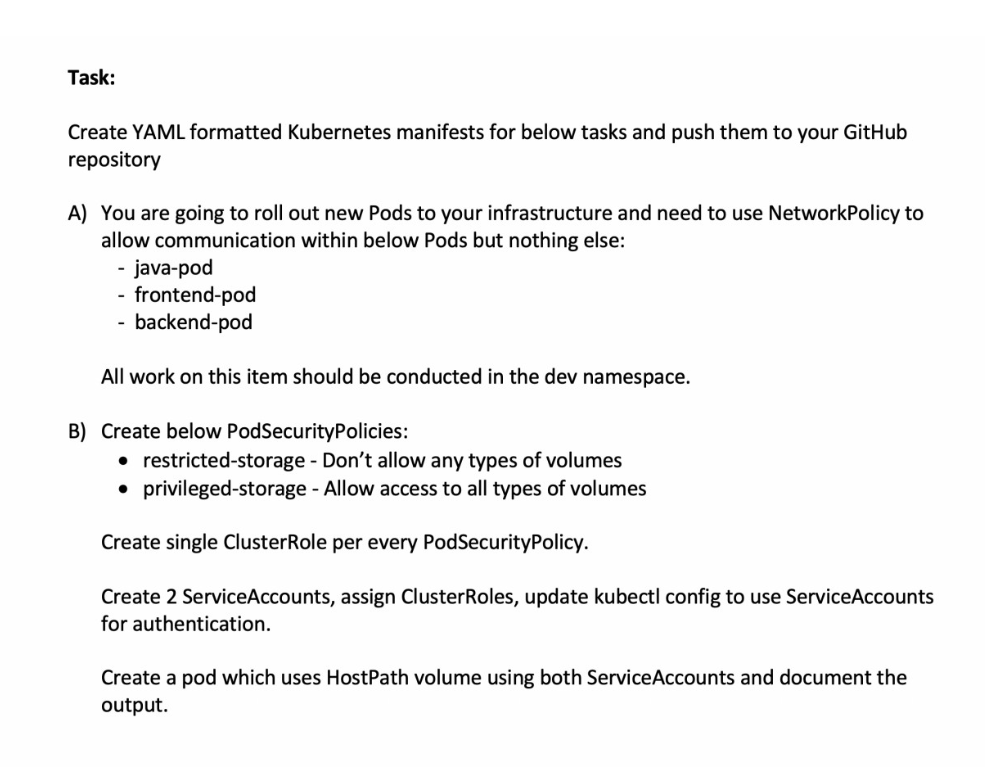 Task:
Create YAML formatted Kubernetes manifests for below tasks and push them to your GitHub
repository
A) You are going to roll out new Pods to your infrastructure and need to use NetworkPolicy to
allow communication within below Pods but nothing else:
- java-pod
- frontend-pod
- backend-pod
All work on this item should be conducted in the dev namespace.
B) Create below PodSecurityPolicies:
• restricted-storage - Don’t allow any types of volumes
• privileged-storage - Allow access to all types of volumes
Create single ClusterRole per every PodSecurityPolicy.
Create 2 ServiceAccounts, assign ClusterRoles, update kubectl config to use ServiceAccounts
for authentication.
Create a pod which uses HostPath volume using both ServiceAccounts and document the
output.